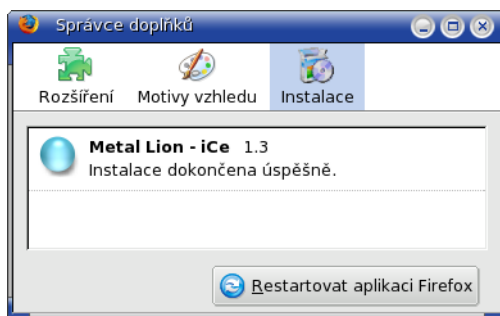 Správce doplňků
Rozšíření Motivy vzhledu Instalace
Metal Lion - iCe 1.3
Instalace dokončena úspěšně.
Restartovat aplikaci Firefox